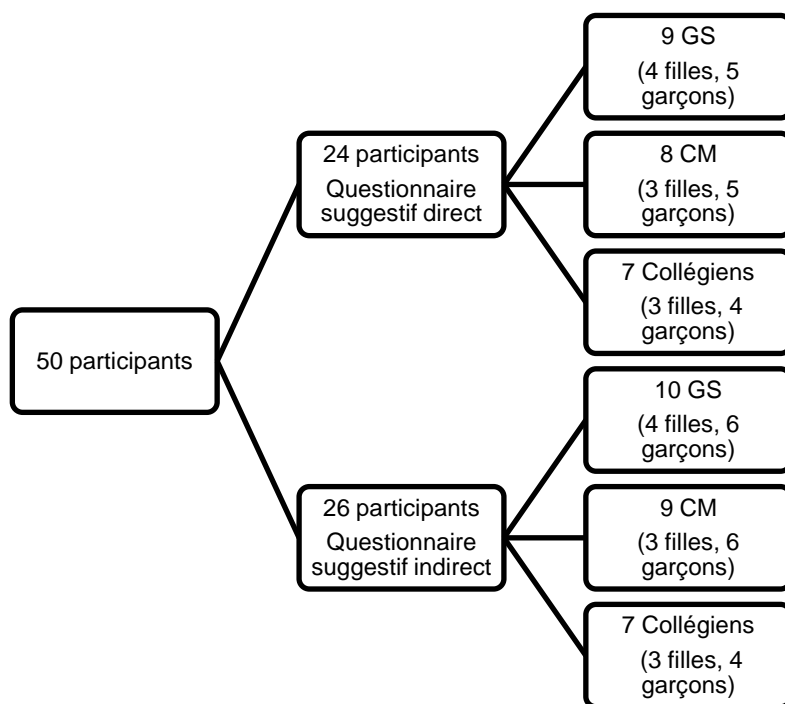 50 participants
24 participants
Questionnaire
suggestif direct
9 GS
(4 filles, 5
garçons)
8 CM
(3 filles, 5
garçons)
7 Collégiens
(3 filles, 4
garçons)
26 participants
Questionnaire
suggestif indirect
10 GS
(4 filles, 6
garçons)
9 CM
(3 filles, 6
garçons)
7 Collégiens
(3 filles, 4
garçons)